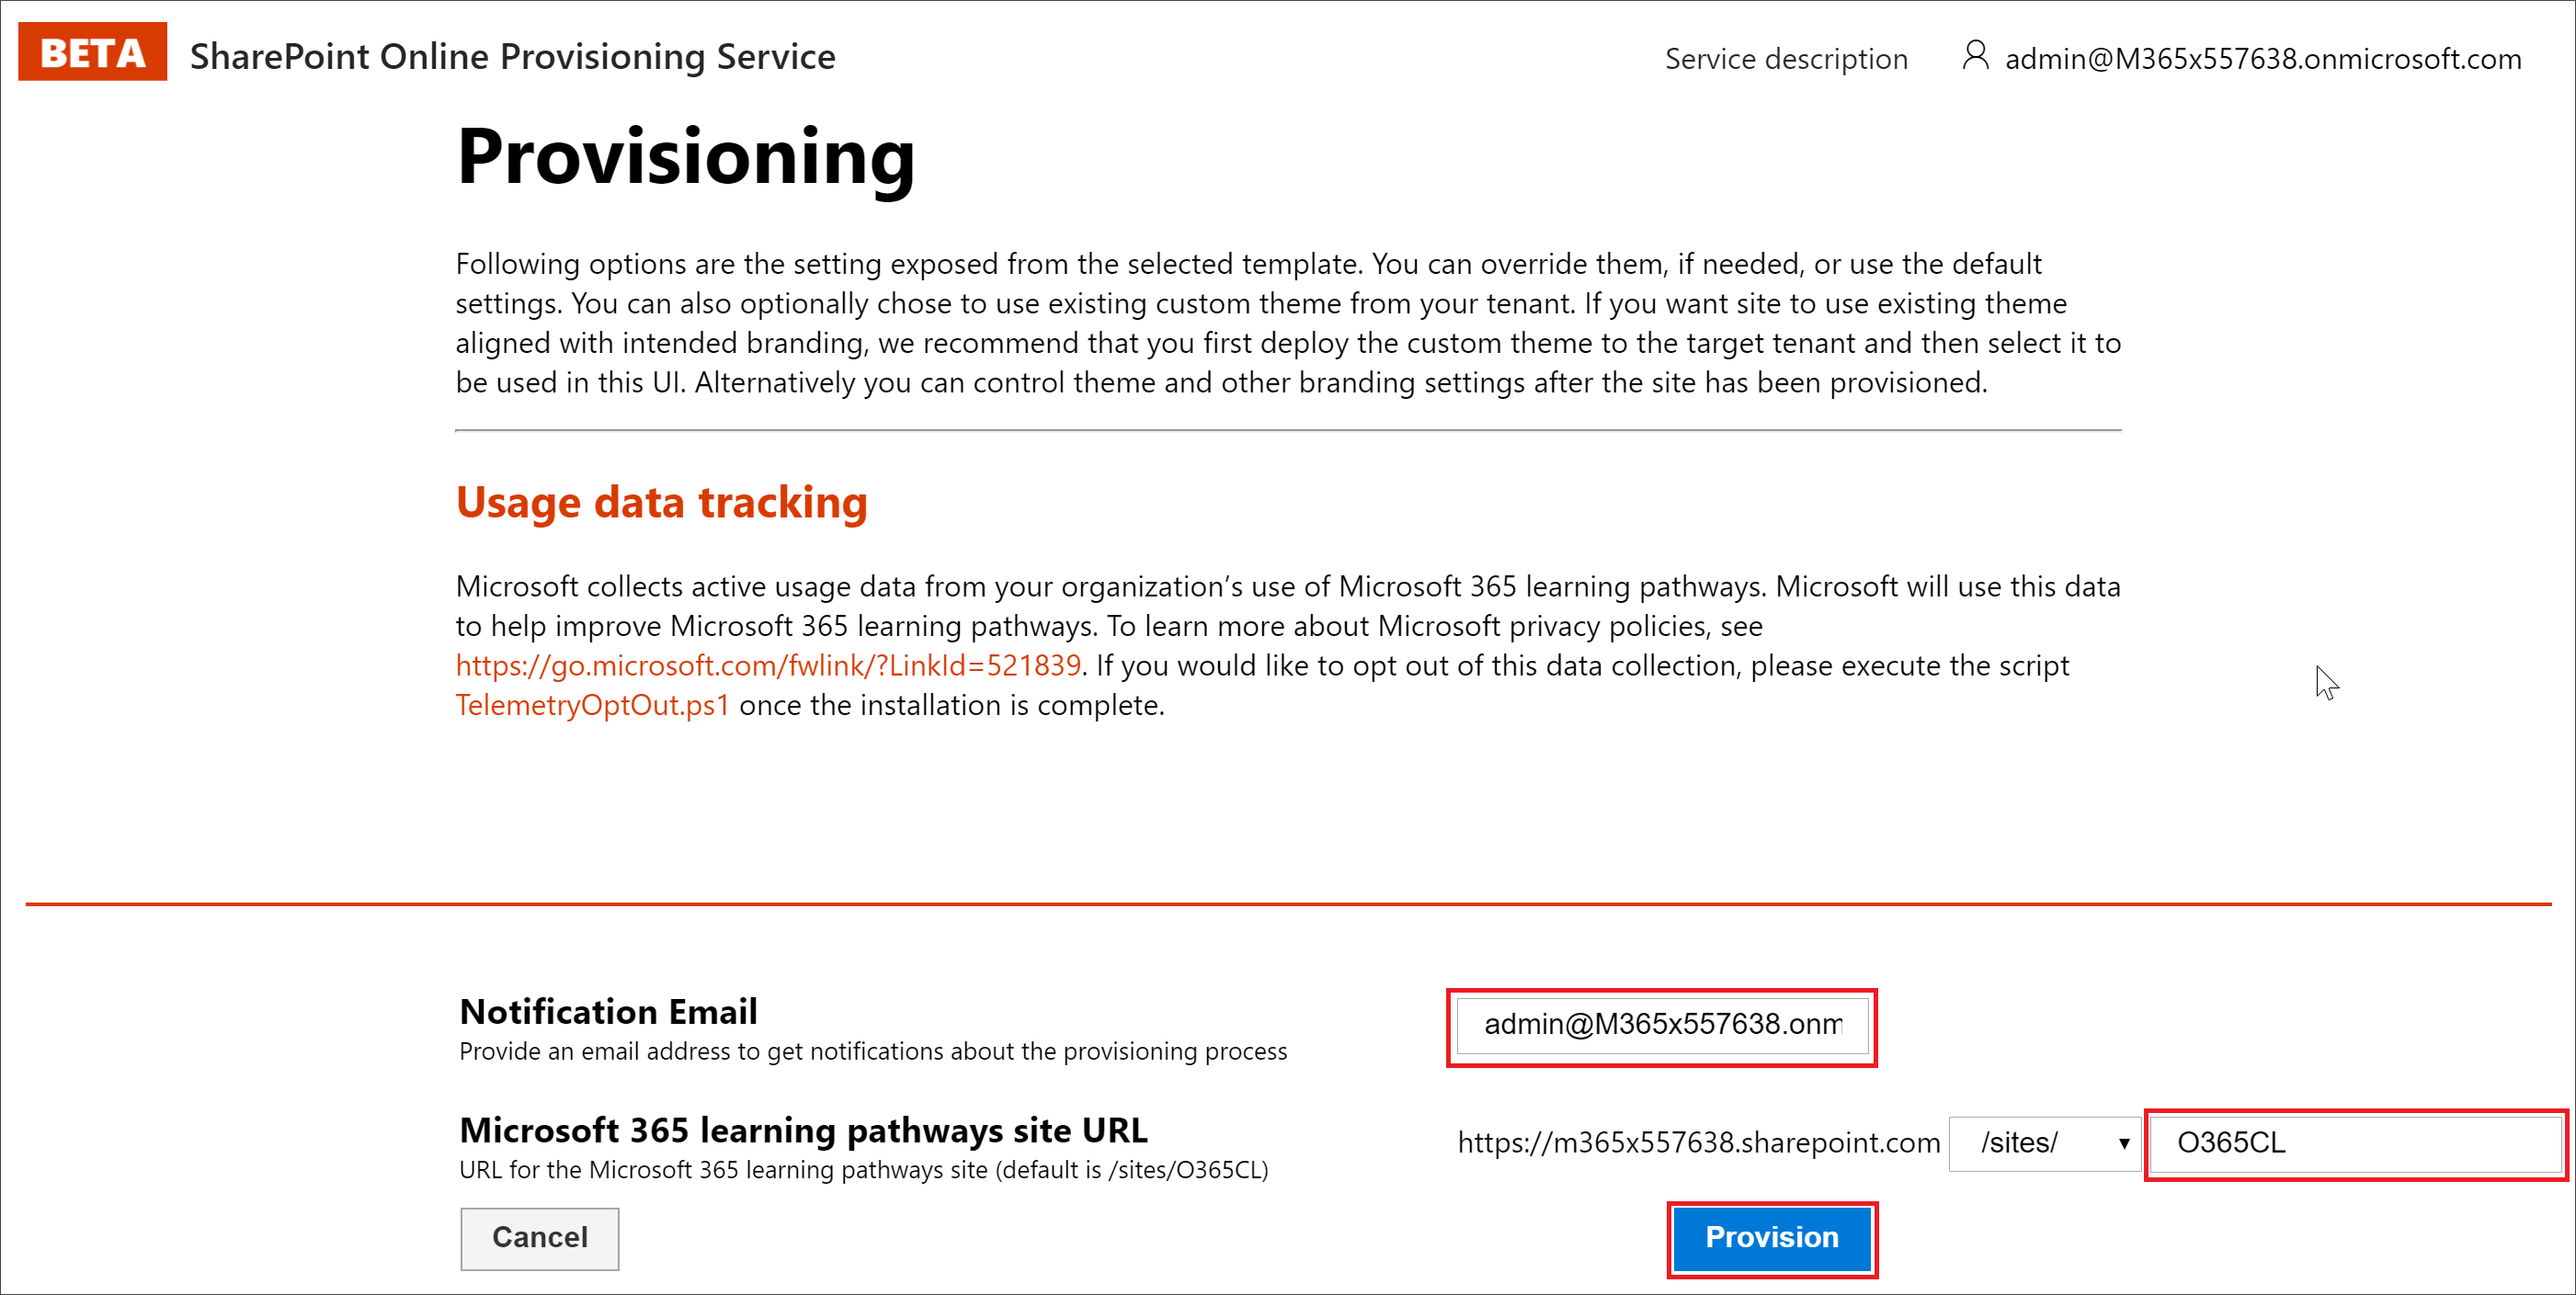 BETA SharePoint Online Provisioning Service Service description admin@M365x557638.onmicrosoft.com
Provisioning
Following options are the setting exposed from the selected template. You can override them, if needed, or use the default
settings. You can also optionally chose to use existing custom theme from your tenant. If you want site to use existing theme
aligned with intended branding, we recommend that you first deploy the custom theme to the target tenant and then select it to
be used in this UI. Alternatively you can control theme and other branding settings after the site has been provisioned.
Usage data tracking
Microsoft collects active usage data from your organization’s use of Microsoft 365 learning pathways. Microsoft will use this data
to help improve Microsoft 365 learning pathways. To learn more about Microsoft privacy policies, see
https://go.microsoft.com/fwlink/?LinkId=521839. If you would like to opt out of this data collection, please execute the script
TelemetryOptOut.ps1 once the installation is complete.
Notification Email
Provide an email address to get notifications about the provisioning process
admin@M365x557638.onm
Microsoft 365 learning pathways site URL
URL for the Microsoft 365 learning pathways site (default is /sites/O365CL)
https://m365x557638.sharepoint.com /sites/ O365CL
Cancel Provision